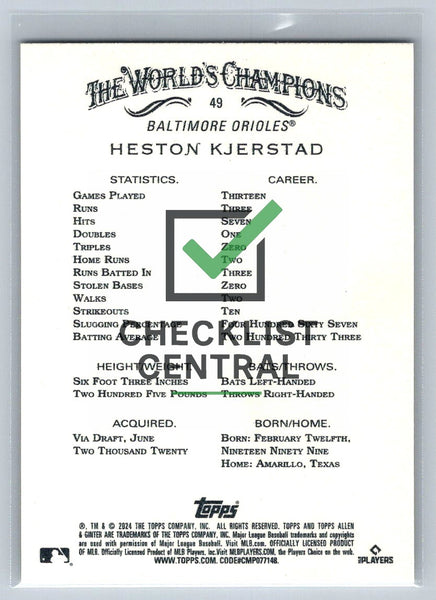 THE WORLD'S CHAMPIONS
49
BALTIMORE ORIOLES®
HESTON KJERSTAD
STATISTICS. CAREER.
GAMES PLAYED THIRTEEN
RUNS THREE
HITS SEVEN
DOUBLES ONE
TRIPLES ZERO
HOME RUNS TWO
RUNS BATTED IN THREE
STOLEN BASES ZERO
WALKS TWO
STRIKEOUTS TEN
SLUGGING PERCENTAGE FOUR HUNDRED SIXTY SEVEN
BATTING AVERAGE TWO HUNDRED THIRTY THREE
CHECKLIST
CENTRAL
HEIGHT/WEIGHT. BATS/THROWS.
SIX FOOT THREE INCHES BATS LEFT-HANDED
TWO HUNDRED FIVE POUNDS THROWS RIGHT-HANDED
ACQUIRED. BORN/HOME.
VIA DRAFT, JUNE BORN: FEBRUARY TWELFTH,
TWO THOUSAND TWENTY NINETEEN NINETY NINE
HOME: AMARILLO, TEXAS
Topps
®, TM & © 2024 THE TOPPS COMPANY, INC. ALL RIGHTS RESERVED. TOPPS AND TOPPS ALLEN
& GINTER ARE TRADEMARKS OF THE TOPPS COMPANY, INC. Major League Baseball trademarks and copyrights
are used with permission of Major League Baseball. Visit MLB.com. OFFICIALLY LICENSED PRODUCT
OF MLB. Officially Licensed Product of MLB Players, Inc. Visit MLBPLAYERS.com, the Players Choice on the web.
WWW.TOPPS.COM. CODE#CMP077148.
PLAYERS